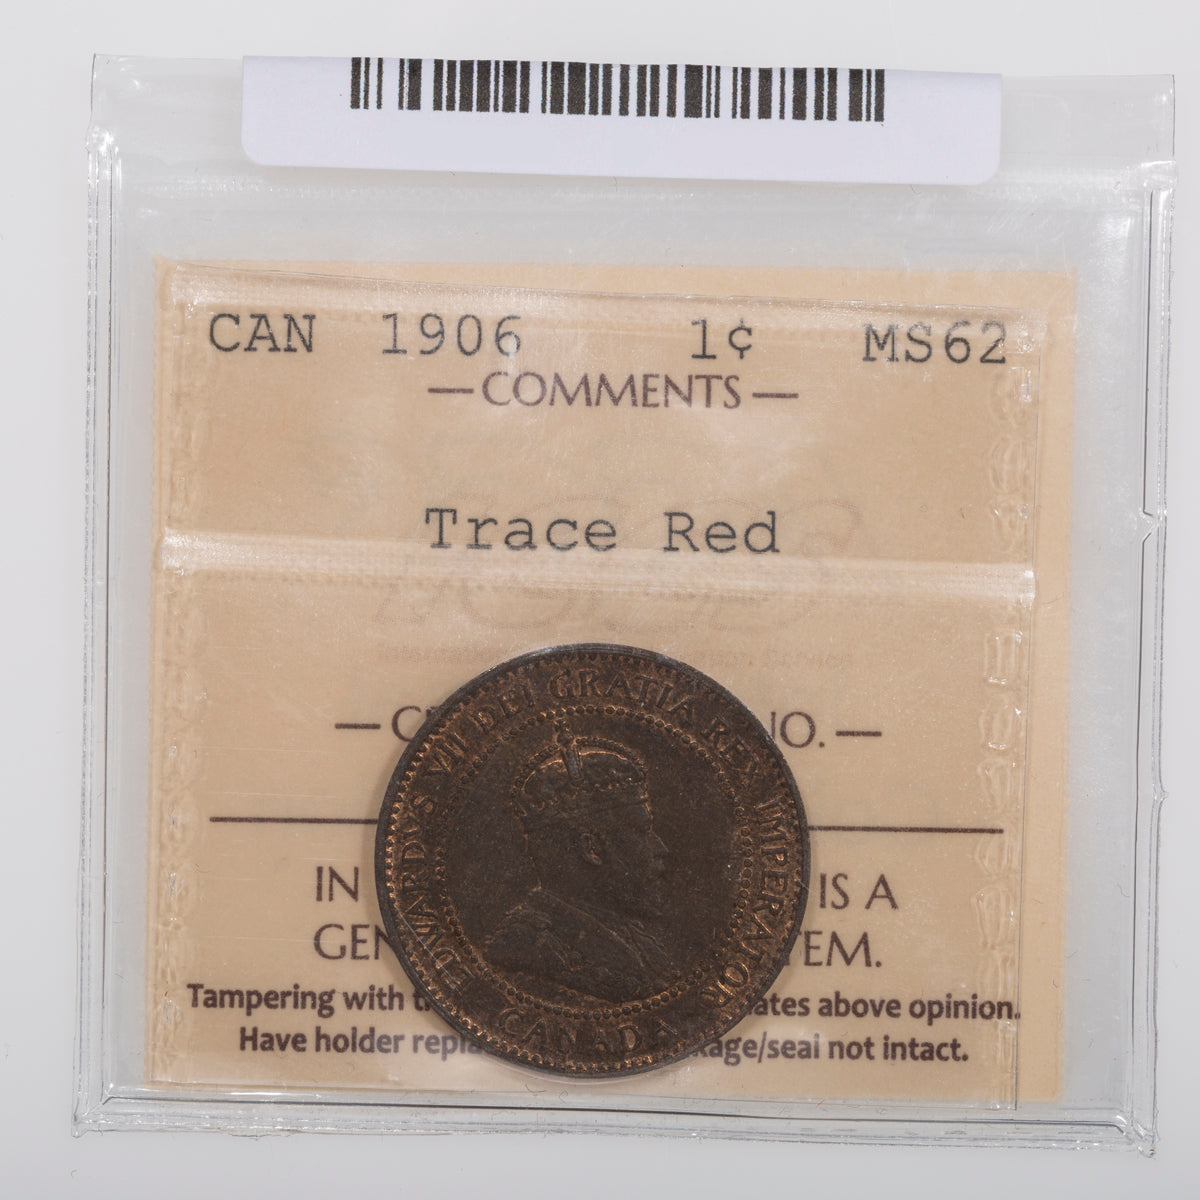 CAN 1906 1¢ MS62
— COMMENTS —
Trace Red
Internatio
— C NO. —
EDWARDVS VII DEI GRATIA REX IMPERATOR
CANADA
IN IS A
GEN TEM.
Tampering with t ates above opinion.
Have holder repla kage/seal not intact.